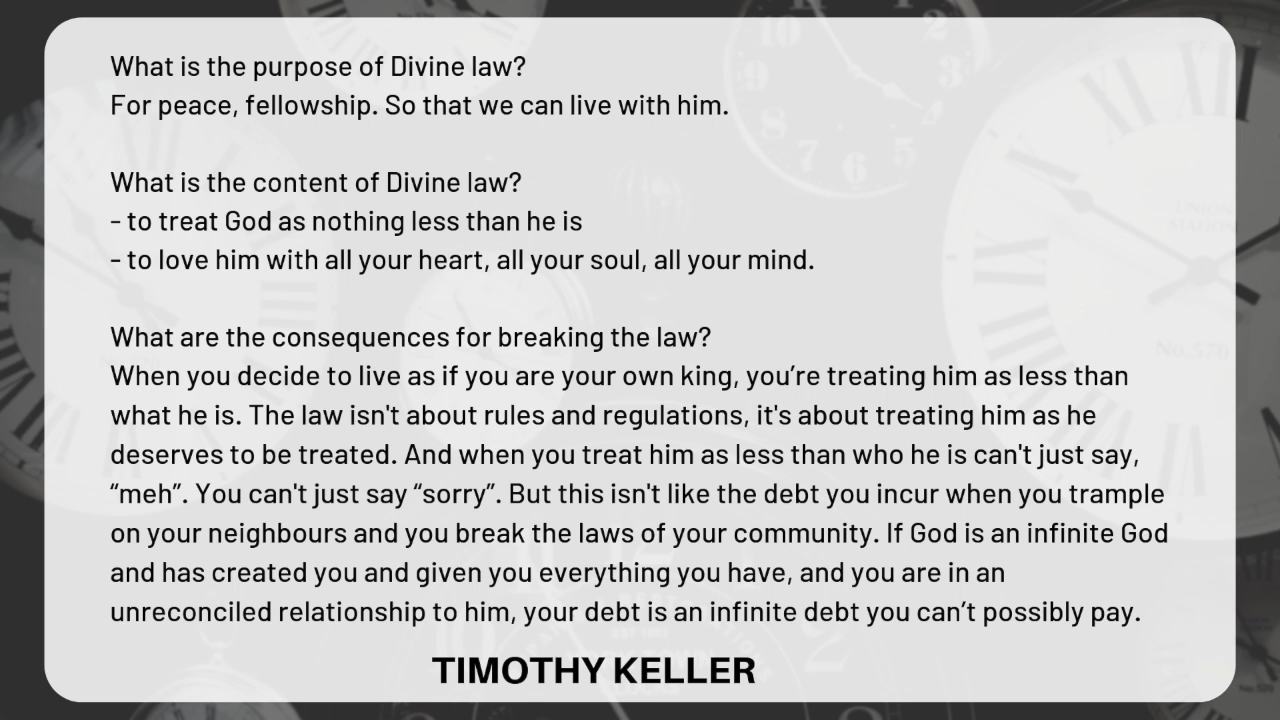 What is the purpose of Divine law?
For peace, fellowship. So that we can live with him.
What is the content of Divine law?
- to treat God as nothing less than he is
- to love him with all your heart, all your soul, all your mind.
What are the consequences for breaking the law?
When you decide to live as if you are your own king, you’re treating him as less than
what he is. The law isn't about rules and regulations, it's about treating him as he
deserves to be treated. And when you treat him as less than who he is can't just say,
“meh”. You can't just say “sorry”. But this isn't like the debt you incur when you trample
on your neighbours and you break the laws of your community. If God is an infinite God
and has created you and given you everything you have, and you are in an
unreconciled relationship to him, your debt is an infinite debt you can’t possibly pay.
TIMOTHY KELLER
UNION
STATION
No.570